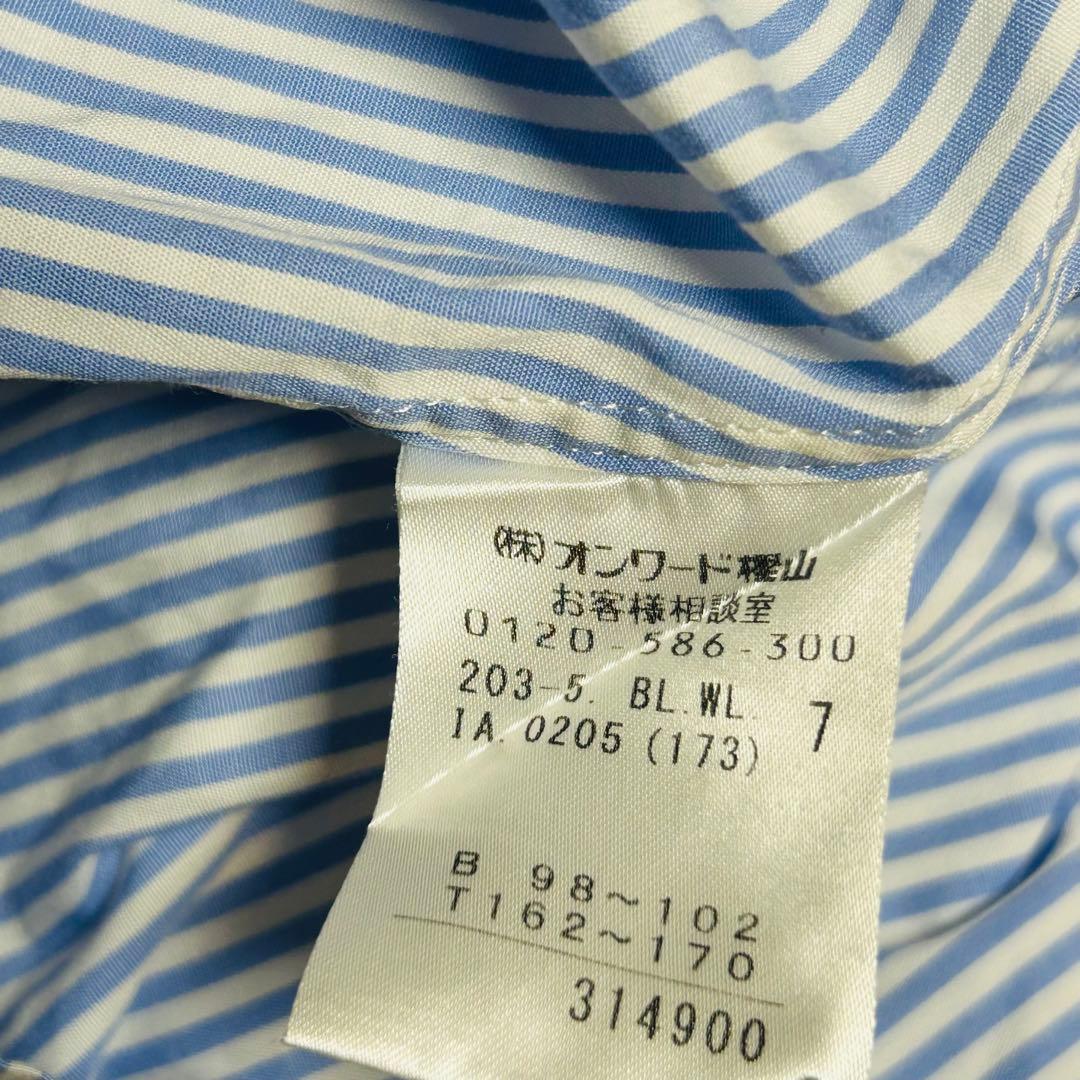 (株)オンワード樫山
お客様相談室
0120-586-300
203-5. BL.WL. 7
IA.0205 (173)
B 98～102
T162～170
314900